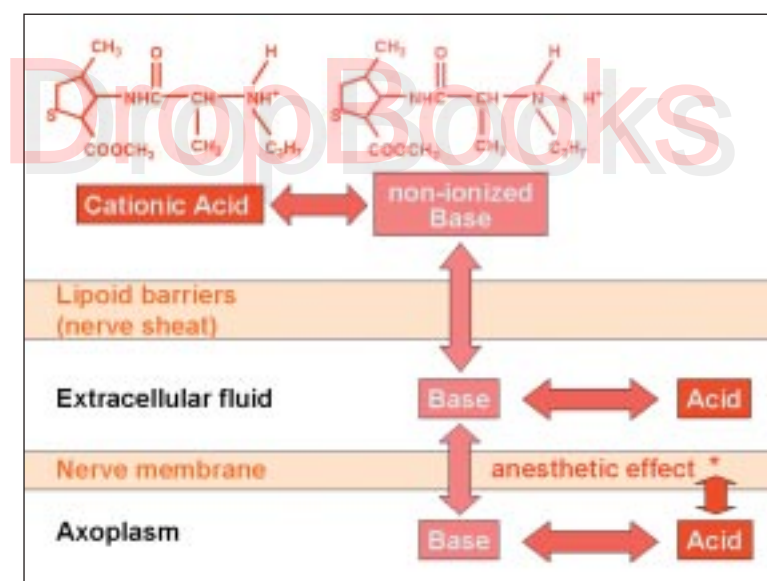 CH₃ O H CH₃ O H
S NHC CH NH⁺ S NHC CH N + H⁺
COOCH₃ CH₃ C₃H₇ COOCH₃ CH₃ C₃H₇
DropBooks
Cationic Acid
non-ionized
Base
Lipoid barriers
(nerve sheat)
Extracellular fluid
Base
Acid
Nerve membrane
anesthetic effect *
Axoplasm
Base
Acid